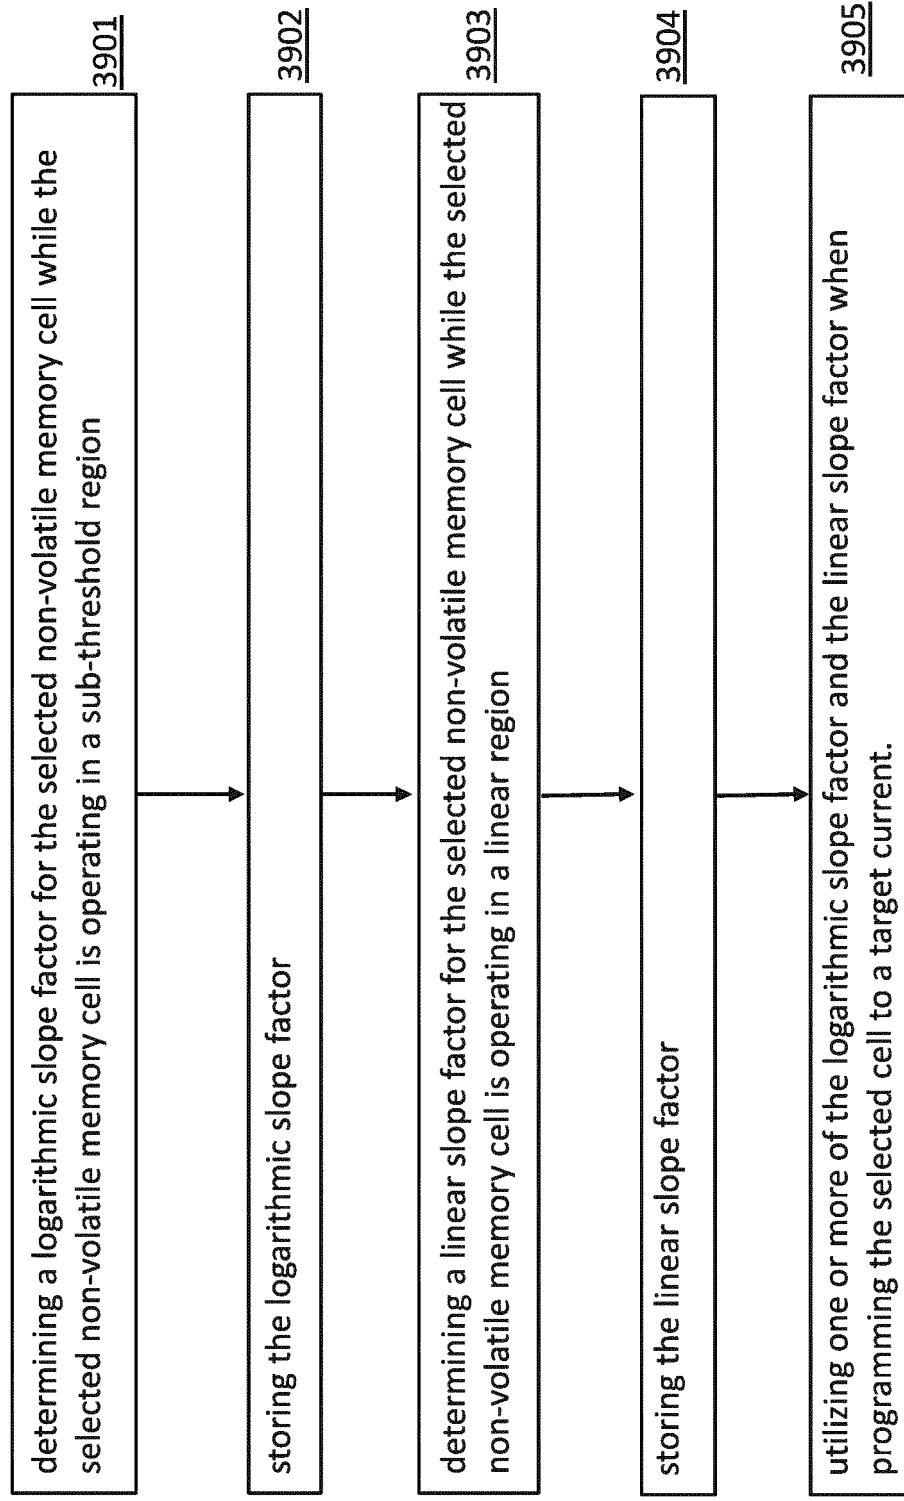 determining a logarithmic slope factor for the selected non-volatile memory cell while the
selected non-volatile memory cell is operating in a sub-threshold region
3901
storing the logarithmic slope factor
3902
determining a linear slope factor for the selected non-volatile memory cell while the selected
non-volatile memory cell is operating in a linear region
3903
storing the linear slope factor
3904
utilizing one or more of the logarithmic slope factor and the linear slope factor when
programming the selected cell to a target current.
3905